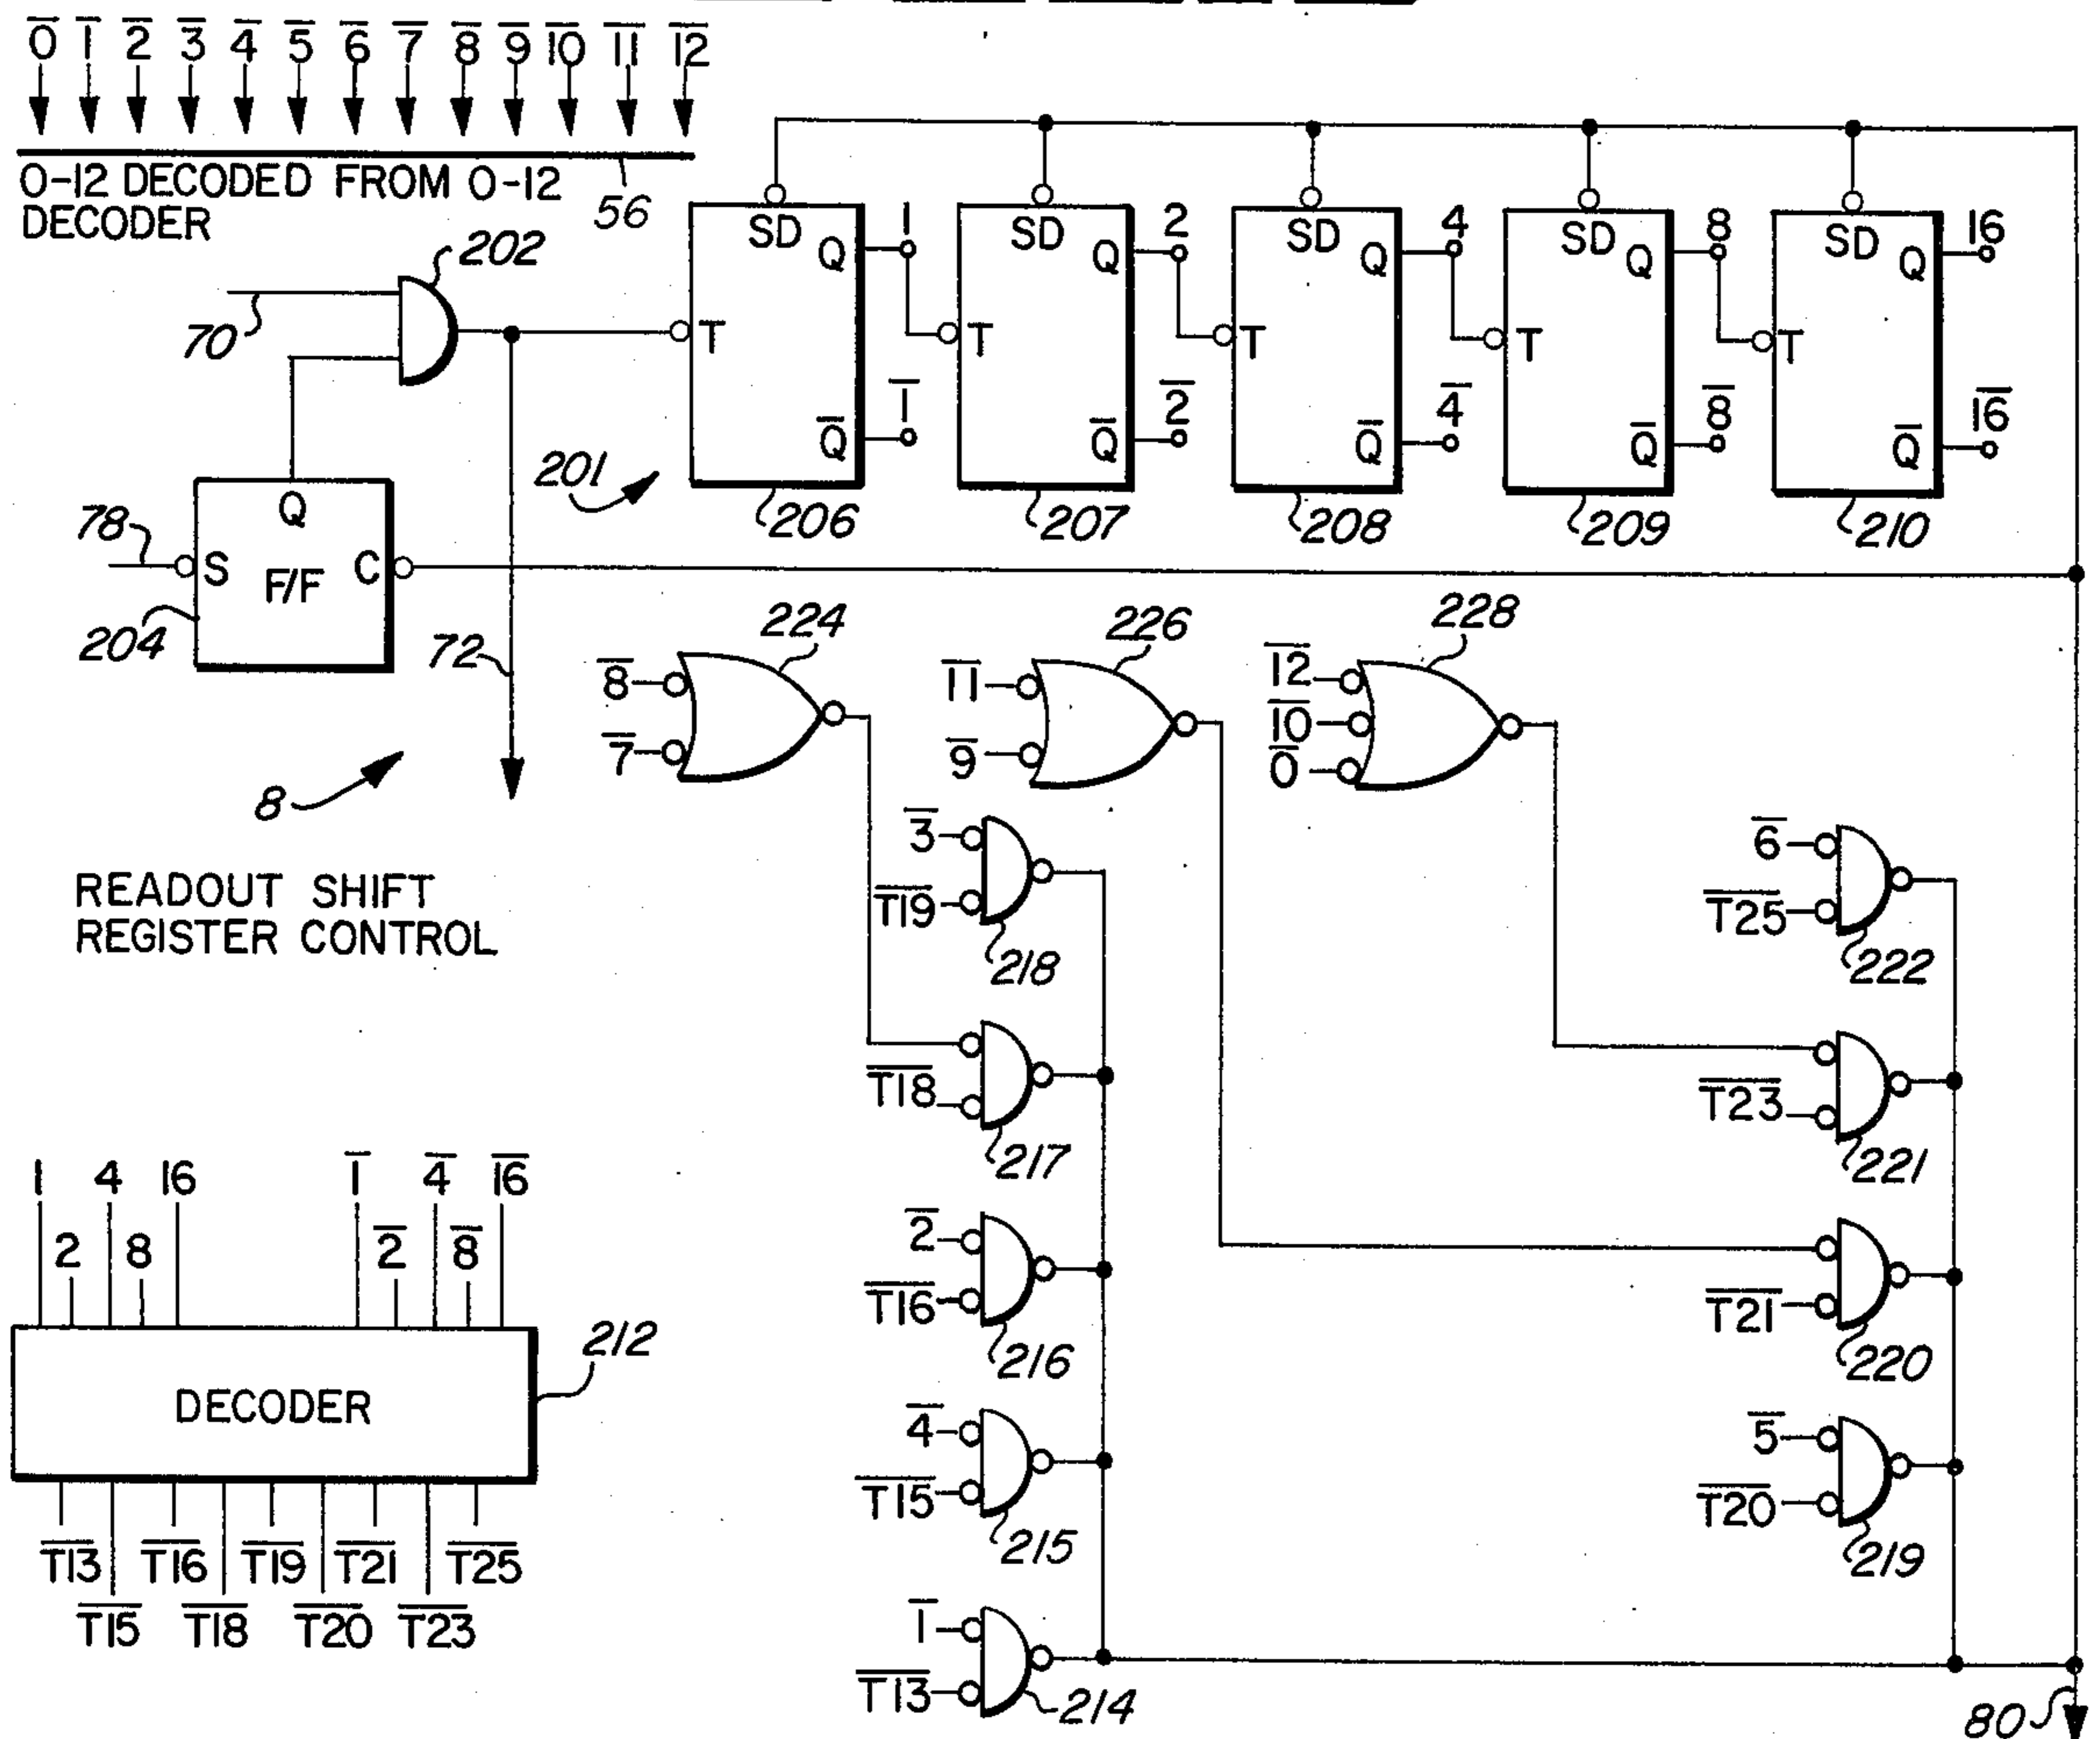 0̅ 1̅ 2̅ 3̅ 4̅ 5̅ 6̅ 7̅ 8̅ 9̅ 1̅0̅ 1̅1̅ 1̅2̅
0-12 DECODED FROM 0-12
DECODER
56
202
70
SD Q 1
SD Q 2
SD Q 4
SD Q 8
SD Q 16
T T T T T
Q̅ 1̅
Q̅ 2̅
Q̅ 4̅
Q̅ 8̅
Q̅ 1̅6̅
201
206 207 208 209 210
78
Q
S F/F C
204
72
8
224 226 228
8̅
7̅
1̅1̅
9̅
1̅2̅
1̅0̅
0̅
READOUT SHIFT
REGISTER CONTROL
3̅
T̅1̅9̅
218
6̅
T̅2̅5̅
222
T̅1̅8̅
217
T̅2̅3̅
221
1 4 16 1̅ 4̅ 1̅6̅
2 8 2̅ 8̅
212
DECODER
T̅1̅3̅ T̅1̅6̅ T̅1̅9̅ T̅2̅1̅ T̅2̅5̅
T̅1̅5̅ T̅1̅8̅ T̅2̅0̅ T̅2̅3̅
2̅
T̅1̅6̅
216
T̅2̅1̅
220
4̅
T̅1̅5̅
215
5̅
T̅2̅0̅
219
1̅
T̅1̅3̅
214
80